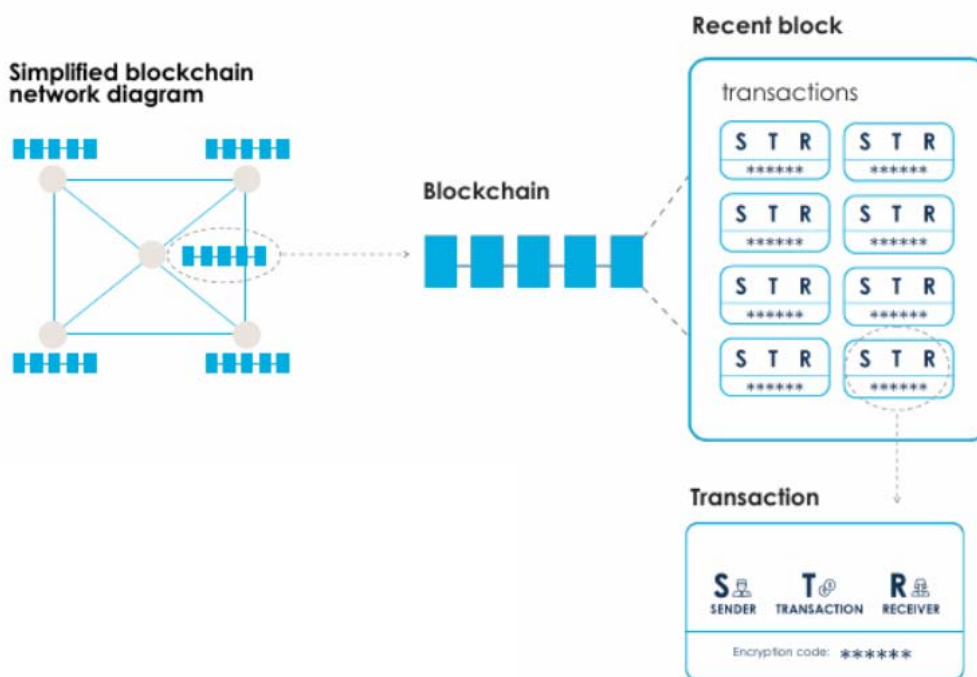 Simplified blockchain
network diagram
Blockchain
Recent block
transactions
S T R
******
S T R
******
S T R
******
S T R
******
S T R
******
S T R
******
S T R
******
S T R
******
Transaction
S T R
SENDER TRANSACTION RECEIVER
Encryption code: ******